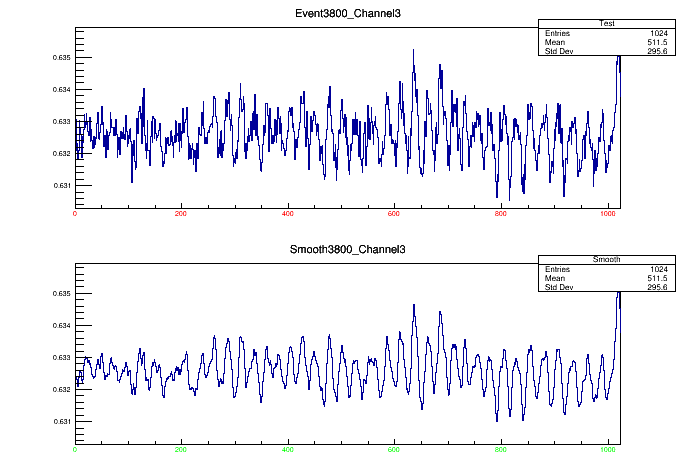 Event3800_Channel3
Test
Entries 1024
Mean 511.5
Std Dev 295.6
0.635
0.634
0.633
0.632
0.631
0 200 400 600 800 1000
Smooth3800_Channel3
Smooth
Entries 1024
Mean 511.5
Std Dev 295.6
0.635
0.634
0.633
0.632
0.631
0 200 400 600 800 1000